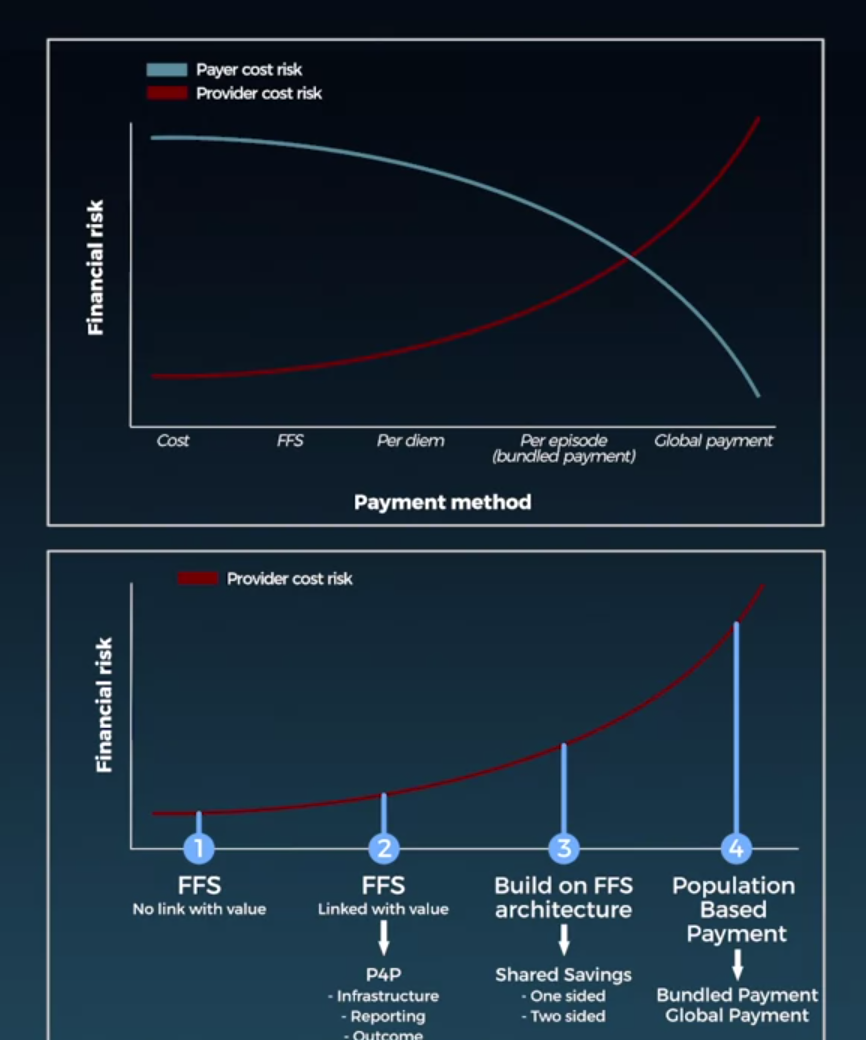 Payer cost risk
Provider cost risk
Financial risk
Cost
FFS
Per diem
Per episode
(bundled payment)
Global payment
Payment method
Provider cost risk
Financial risk
1
2
3
4
FFS
No link with value
FFS
Linked with value
P4P
- Infrastructure
- Reporting
- Outcome
Build on FFS
architecture
Shared Savings
- One sided
- Two sided
Population
Based
Payment
Bundled Payment
Global Payment